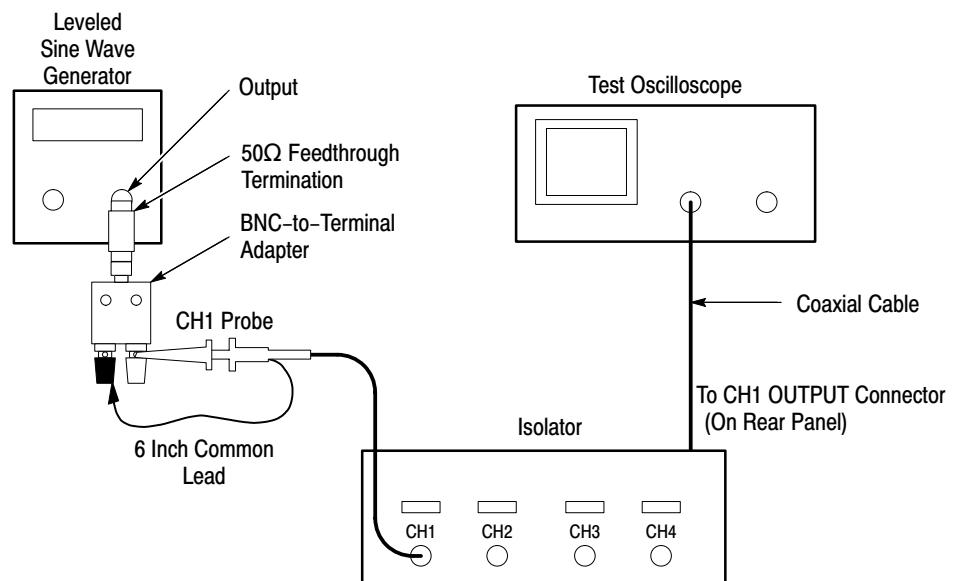 Leveled
Sine Wave
Generator
Output
50Ω Feedthrough
Termination
BNC-to-Terminal
Adapter
CH1 Probe
6 Inch Common
Lead
Test Oscilloscope
Coaxial Cable
To CH1 OUTPUT Connector
(On Rear Panel)
Isolator
CH1
CH2
CH3
CH4